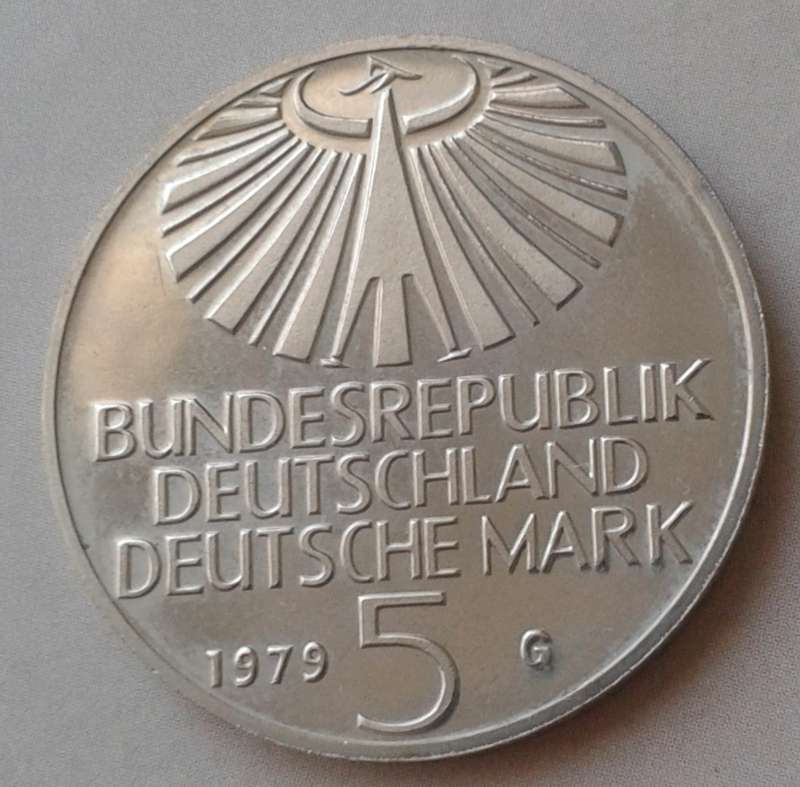 BUNDESREPUBLIK
DEUTSCHLAND
DEUTSCHE MARK
1979 5 G